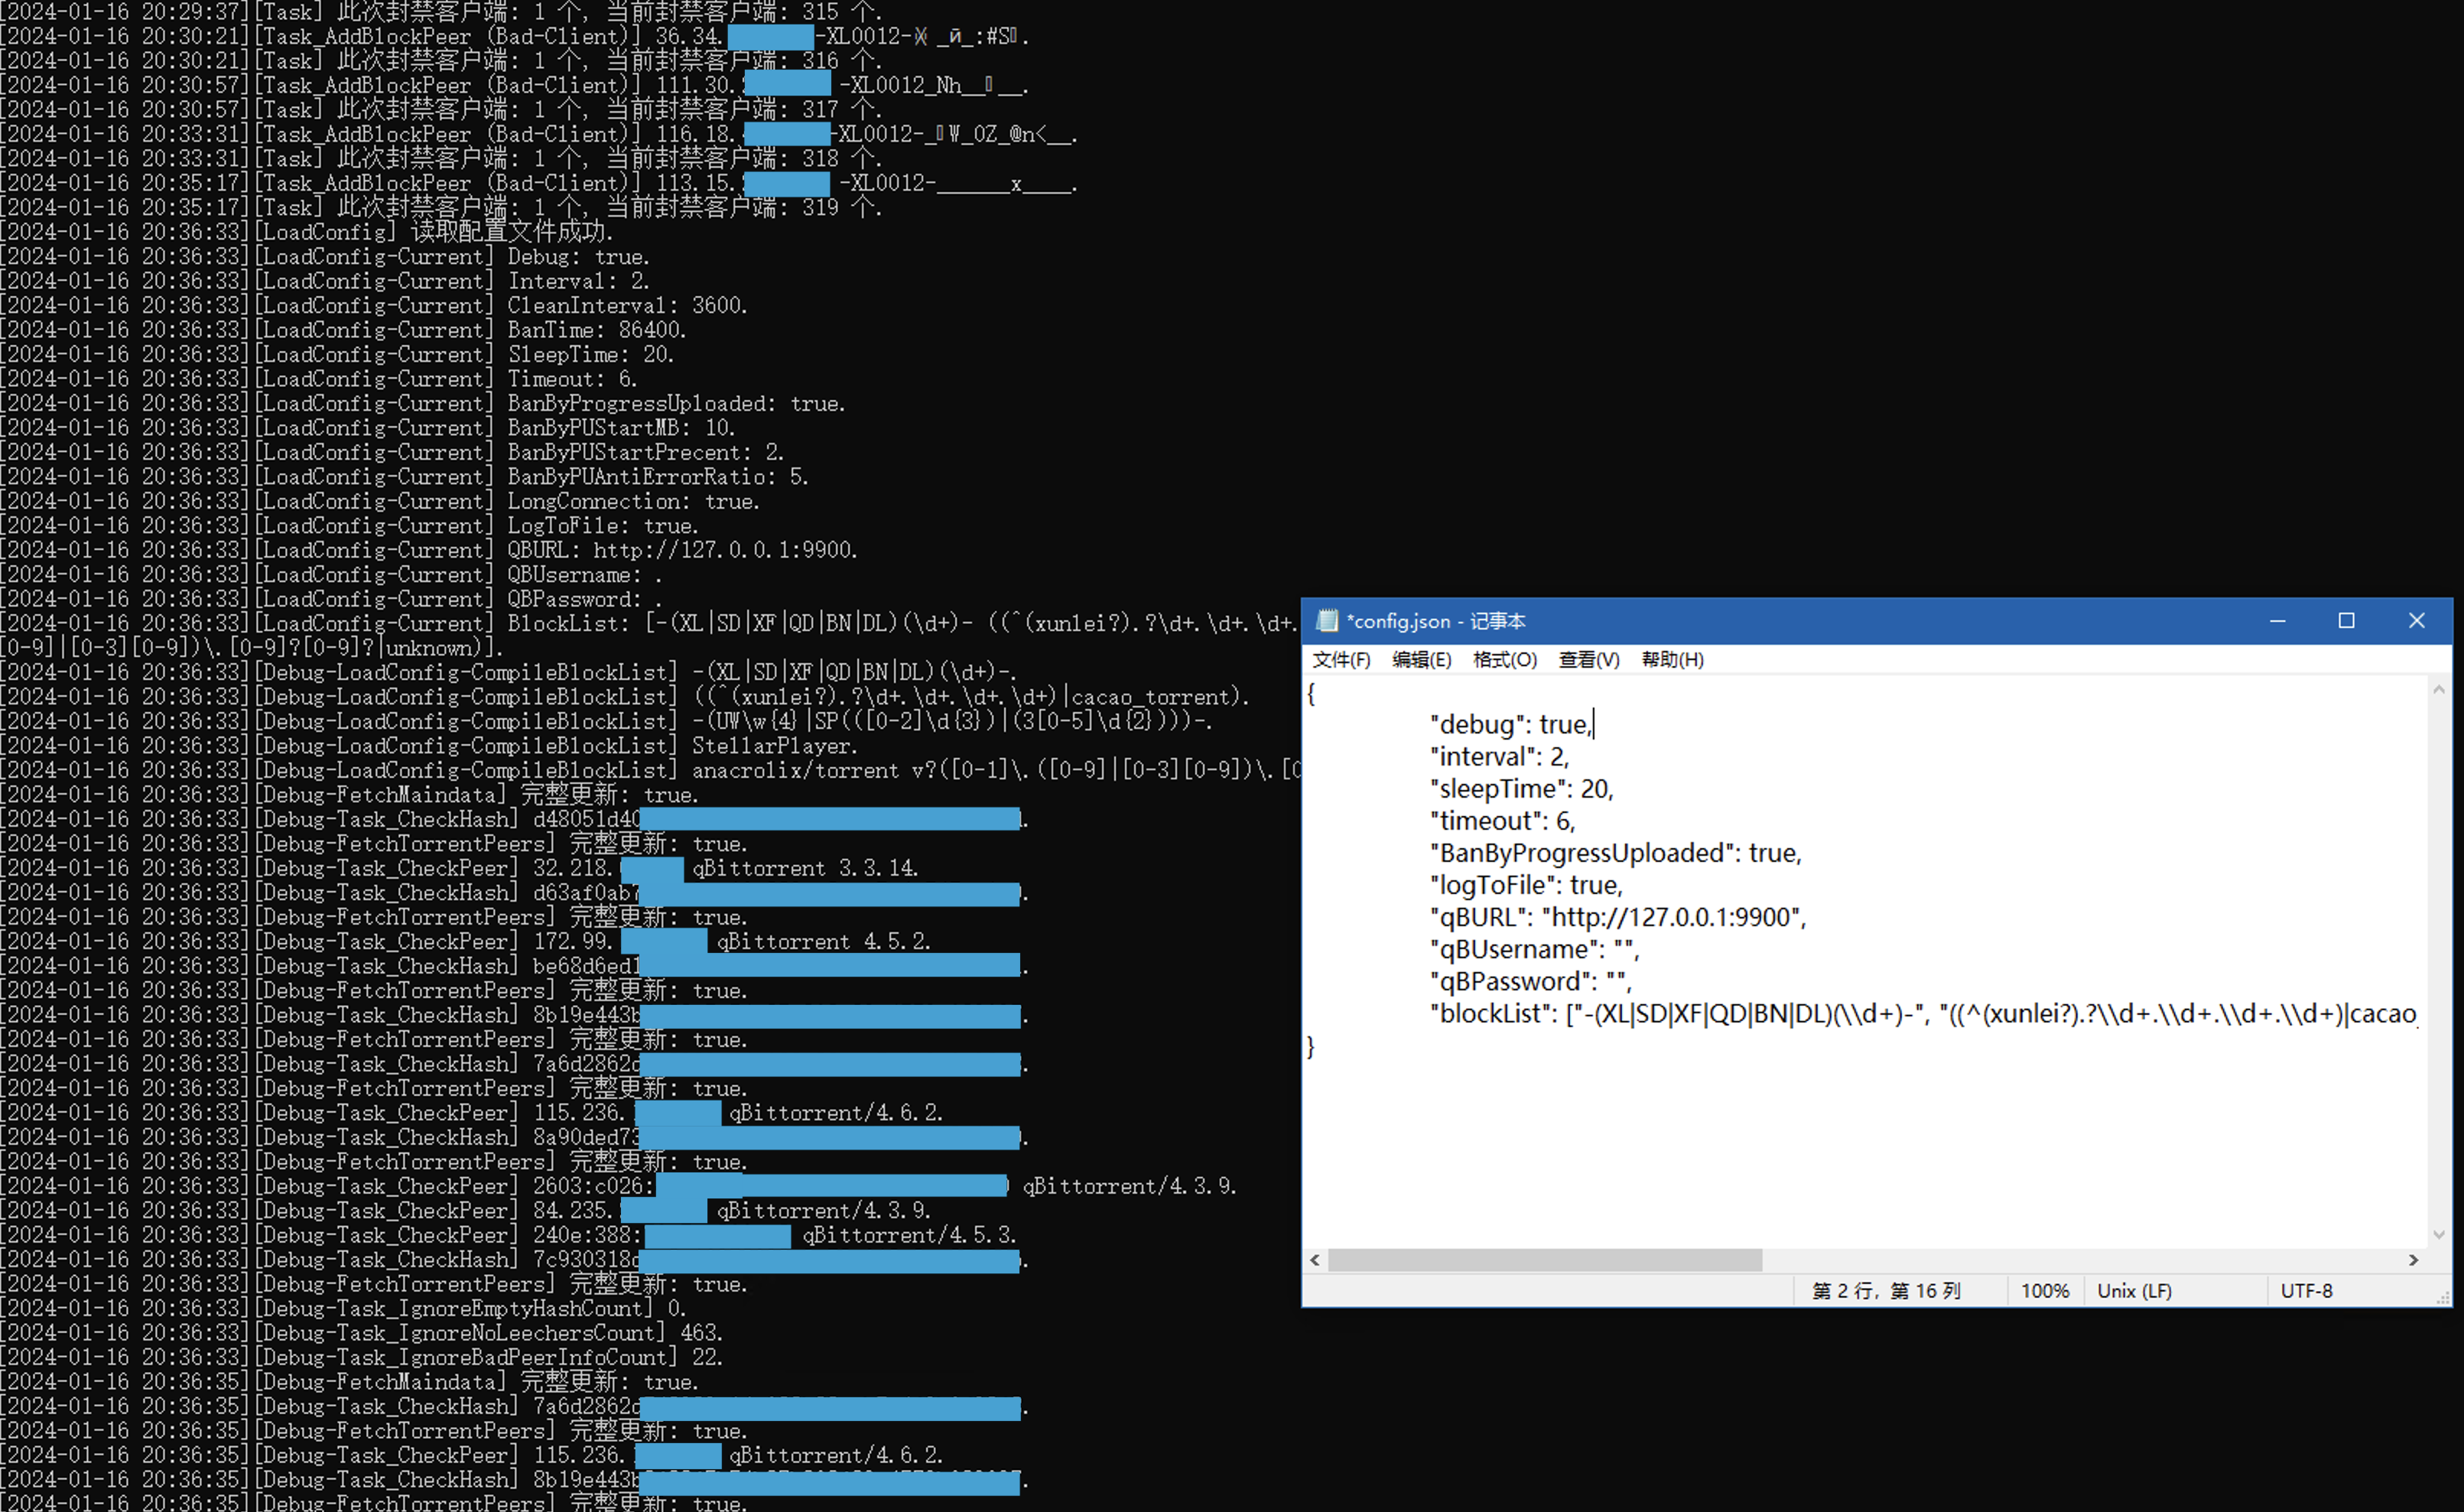 [2024-01-16 20:29:37][Task] 此次封禁客户端: 1 个, 当前封禁客户端: 315 个.
[2024-01-16 20:30:21][Task_AddBlockPeer (Bad-Client)] 36.34. -XL0012- _й_:#S .
[2024-01-16 20:30:21][Task] 此次封禁客户端: 1 个, 当前封禁客户端: 316 个.
[2024-01-16 20:30:57][Task_AddBlockPeer (Bad-Client)] 111.30. -XL0012_Nh__ __.
[2024-01-16 20:30:57][Task] 此次封禁客户端: 1 个, 当前封禁客户端: 317 个.
[2024-01-16 20:33:31][Task_AddBlockPeer (Bad-Client)] 116.18. -XL0012-_ W_OZ_@n<__.
[2024-01-16 20:33:31][Task] 此次封禁客户端: 1 个, 当前封禁客户端: 318 个.
[2024-01-16 20:35:17][Task_AddBlockPeer (Bad-Client)] 113.15. -XL0012-______x____.
[2024-01-16 20:35:17][Task] 此次封禁客户端: 1 个, 当前封禁客户端: 319 个.
[2024-01-16 20:36:33][LoadConfig] 读取配置文件成功.
[2024-01-16 20:36:33][LoadConfig-Current] Debug: true.
[2024-01-16 20:36:33][LoadConfig-Current] Interval: 2.
[2024-01-16 20:36:33][LoadConfig-Current] CleanInterval: 3600.
[2024-01-16 20:36:33][LoadConfig-Current] BanTime: 86400.
[2024-01-16 20:36:33][LoadConfig-Current] SleepTime: 20.
[2024-01-16 20:36:33][LoadConfig-Current] Timeout: 6.
[2024-01-16 20:36:33][LoadConfig-Current] BanByProgressUploaded: true.
[2024-01-16 20:36:33][LoadConfig-Current] BanByPUStartMB: 10.
[2024-01-16 20:36:33][LoadConfig-Current] BanByPUStartPrecent: 2.
[2024-01-16 20:36:33][LoadConfig-Current] BanByPUAntiErrorRatio: 5.
[2024-01-16 20:36:33][LoadConfig-Current] LongConnection: true.
[2024-01-16 20:36:33][LoadConfig-Current] LogToFile: true.
[2024-01-16 20:36:33][LoadConfig-Current] QBURL: http://127.0.0.1:9900.
[2024-01-16 20:36:33][LoadConfig-Current] QBUsername: .
[2024-01-16 20:36:33][LoadConfig-Current] QBPassword: .
[2024-01-16 20:36:33][LoadConfig-Current] BlockList: [-(XL|SD|XF|QD|BN|DL)(\d+)- ((^(xunlei?).?\d+.\d+.\d+.
[0-9]|[0-3][0-9])\.[0-9]?[0-9]?|unknown)].
[2024-01-16 20:36:33][Debug-LoadConfig-CompileBlockList] -(XL|SD|XF|QD|BN|DL)(\d+)-.
[2024-01-16 20:36:33][Debug-LoadConfig-CompileBlockList] ((^(xunlei?).?\d+.\d+.\d+.\d+)|cacao_torrent).
[2024-01-16 20:36:33][Debug-LoadConfig-CompileBlockList] -(UW\w{4}|SP(([0-2]\d{3})|(3[0-5]\d{2})))-.
[2024-01-16 20:36:33][Debug-LoadConfig-CompileBlockList] StellarPlayer.
[2024-01-16 20:36:33][Debug-LoadConfig-CompileBlockList] anacrolix/torrent v?([0-1]\.([0-9]|[0-3][0-9])\.[0
[2024-01-16 20:36:33][Debug-FetchMaindata] 完整更新: true.
[2024-01-16 20:36:33][Debug-Task_CheckHash] d48051d40 .
[2024-01-16 20:36:33][Debug-FetchTorrentPeers] 完整更新: true.
[2024-01-16 20:36:33][Debug-Task_CheckPeer] 32.218. qBittorrent 3.3.14.
[2024-01-16 20:36:33][Debug-Task_CheckHash] d63af0ab7 .
[2024-01-16 20:36:33][Debug-FetchTorrentPeers] 完整更新: true.
[2024-01-16 20:36:33][Debug-Task_CheckPeer] 172.99. qBittorrent 4.5.2.
[2024-01-16 20:36:33][Debug-Task_CheckHash] be68d6ed1 .
[2024-01-16 20:36:33][Debug-FetchTorrentPeers] 完整更新: true.
[2024-01-16 20:36:33][Debug-Task_CheckHash] 8b19e443b .
[2024-01-16 20:36:33][Debug-FetchTorrentPeers] 完整更新: true.
[2024-01-16 20:36:33][Debug-Task_CheckHash] 7a6d2862c .
[2024-01-16 20:36:33][Debug-FetchTorrentPeers] 完整更新: true.
[2024-01-16 20:36:33][Debug-Task_CheckPeer] 115.236. qBittorrent/4.6.2.
[2024-01-16 20:36:33][Debug-Task_CheckHash] 8a90ded73 .
[2024-01-16 20:36:33][Debug-FetchTorrentPeers] 完整更新: true.
[2024-01-16 20:36:33][Debug-Task_CheckPeer] 2603:c026: qBittorrent/4.3.9.
[2024-01-16 20:36:33][Debug-Task_CheckPeer] 84.235. qBittorrent/4.3.9.
[2024-01-16 20:36:33][Debug-Task_CheckPeer] 240e:388: qBittorrent/4.5.3.
[2024-01-16 20:36:33][Debug-Task_CheckHash] 7c930318c .
[2024-01-16 20:36:33][Debug-FetchTorrentPeers] 完整更新: true.
[2024-01-16 20:36:33][Debug-Task_IgnoreEmptyHashCount] 0.
[2024-01-16 20:36:33][Debug-Task_IgnoreNoLeechersCount] 463.
[2024-01-16 20:36:33][Debug-Task_IgnoreBadPeerInfoCount] 22.
[2024-01-16 20:36:35][Debug-FetchMaindata] 完整更新: true.
[2024-01-16 20:36:35][Debug-Task_CheckHash] 7a6d2862c .
[2024-01-16 20:36:35][Debug-FetchTorrentPeers] 完整更新: true.
[2024-01-16 20:36:35][Debug-Task_CheckPeer] 115.236. qBittorrent/4.6.2.
[2024-01-16 20:36:35][Debug-Task_CheckHash] 8b19e443b .
[2024-01-16 20:36:35][Debug-FetchTorrentPeers] 完整更新: true.
*config.json - 记事本
文件(F) 编辑(E) 格式(O) 查看(V) 帮助(H)
{
"debug": true,
"interval": 2,
"sleepTime": 20,
"timeout": 6,
"BanByProgressUploaded": true,
"logToFile": true,
"qBURL": "http://127.0.0.1:9900",
"qBUsername": "",
"qBPassword": "",
"blockList": ["-(XL|SD|XF|QD|BN|DL)(\\d+)-", "((^(xunlei?).?\\d+.\\d+.\\d+.\\d+)|cacao_
}
第 2 行, 第 16 列 100% Unix (LF) UTF-8